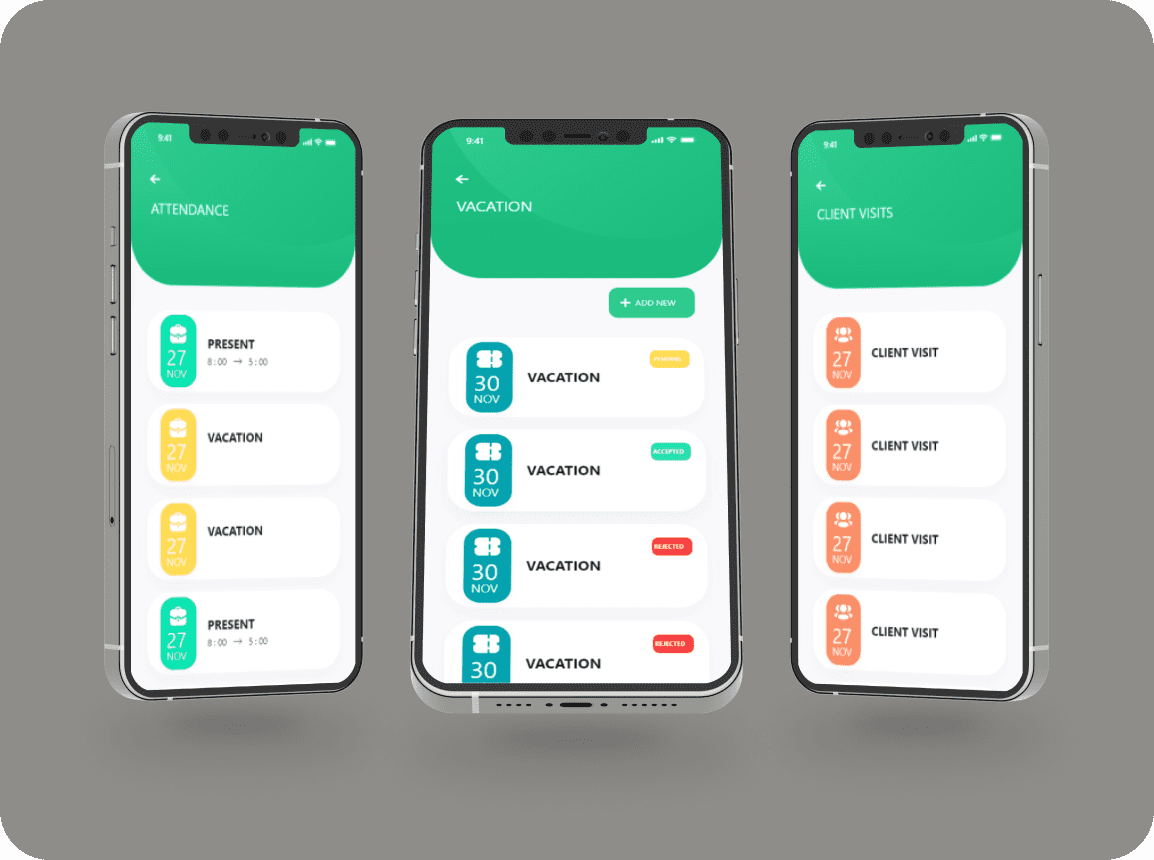 9:41
ATTENDANCE
27
NOV
PRESENT
8:00 → 5:00
27
NOV
VACATION
27
NOV
VACATION
27
NOV
PRESENT
8:00 → 5:00
9:41
VACATION
+ ADD NEW
30
NOV
VACATION
PENDING
30
NOV
VACATION
ACCEPTED
30
NOV
VACATION
REJECTED
30
VACATION
REJECTED
9:41
CLIENT VISITS
27
NOV
CLIENT VISIT
27
NOV
CLIENT VISIT
27
NOV
CLIENT VISIT
27
NOV
CLIENT VISIT